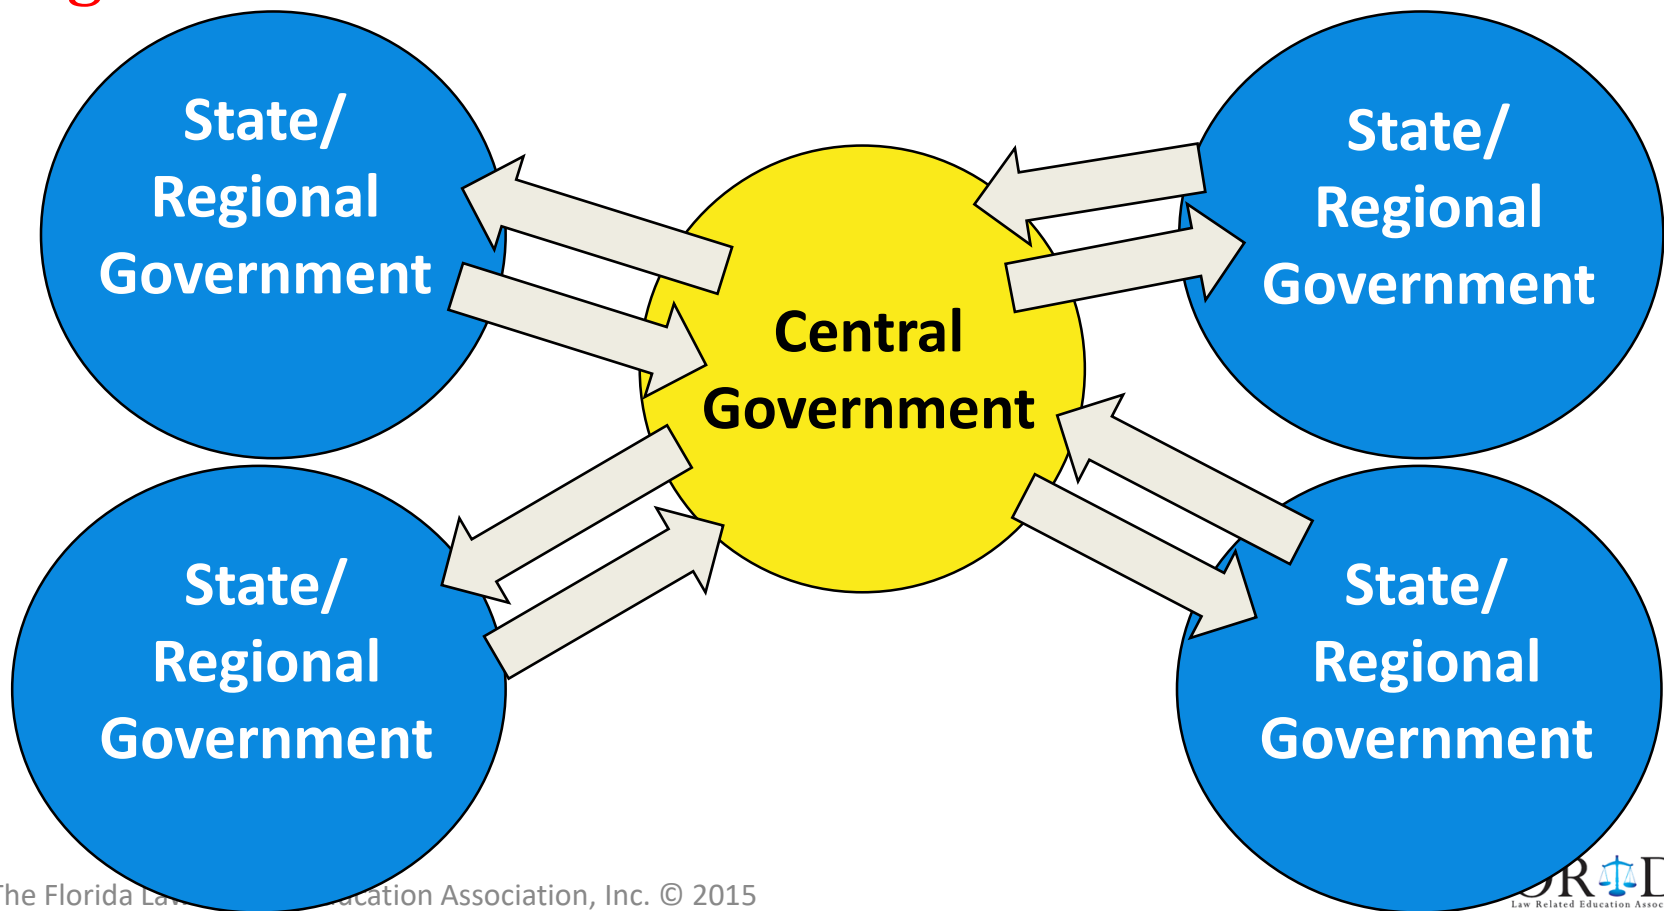 State/
Regional
Government
State/
Regional
Government
Central
Government
State/
Regional
Government
State/
Regional
Government
The Florida La cation Association, Inc. © 2015
Law Related Education Assoc